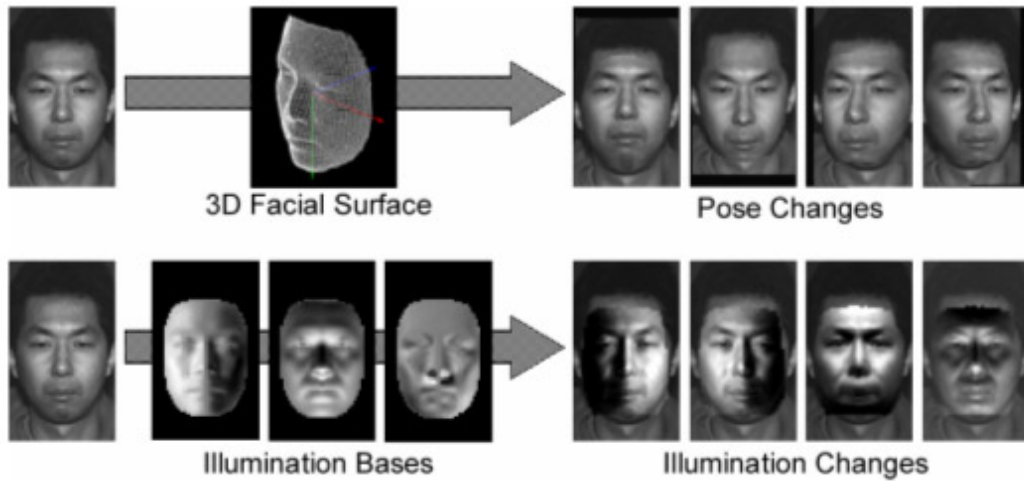 3D Facial Surface
Pose Changes
Illumination Bases
Illumination Changes